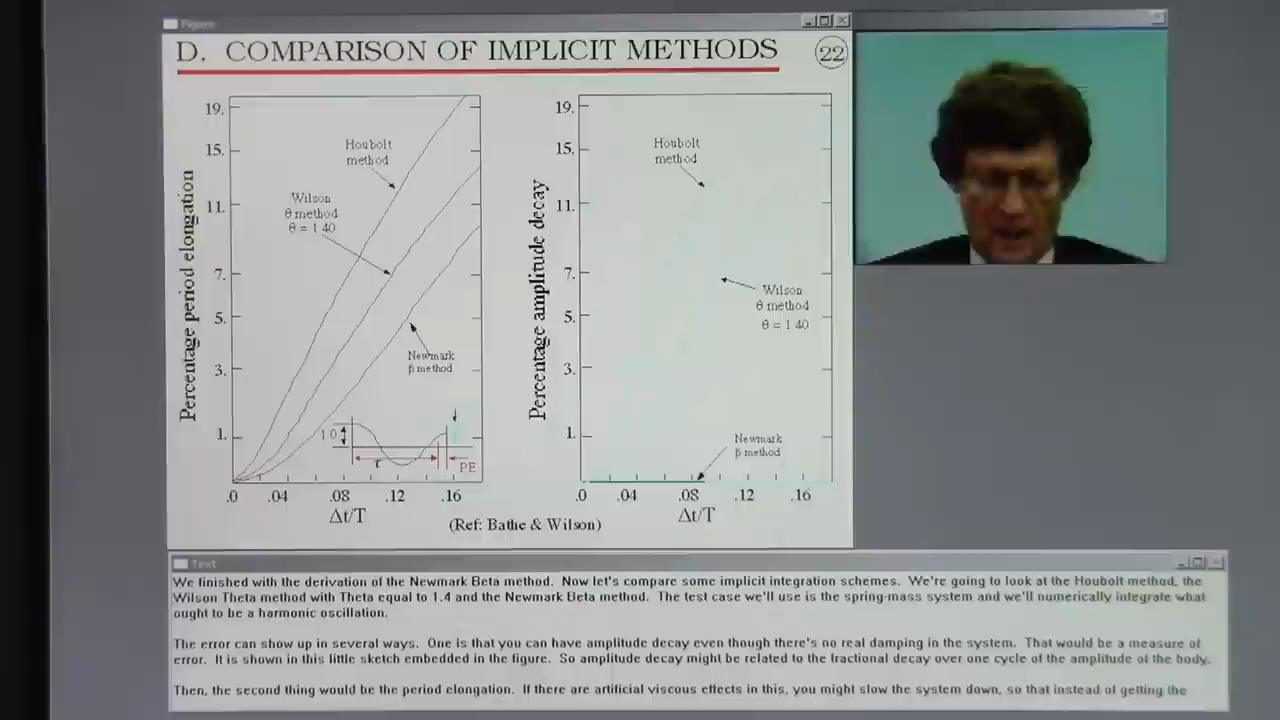 Figure
D. COMPARISON OF IMPLICIT METHODS
22
Percentage period elongation
19.
15.
11.
7.
5.
3.
1.
Houbolt
method
Wilson
θ method
θ = 1.40
Newmark
β method
1.0
τ
PE
.0 .04 .08 .12 .16
Δt/T
Percentage amplitude decay
19.
15.
11.
7.
5.
3.
1.
Houbolt
method
Wilson
θ method
θ = 1.40
Newmark
β method
.0 .04 .08 .12 .16
Δt/T
(Ref: Bathe & Wilson)
Text
We finished with the derivation of the Newmark Beta method. Now let's compare some implicit integration schemes. We're going to look at the Houbolt method, the
Wilson Theta method with Theta equal to 1.4 and the Newmark Beta method. The test case we'll use is the spring-mass system and we'll numerically integrate what
ought to be a harmonic oscillation.
The error can show up in several ways. One is that you can have amplitude decay even though there's no real damping in the system. That would be a measure of
error. It is shown in this little sketch embedded in the figure. So amplitude decay might be related to the fractional decay over one cycle of the amplitude of the body.
Then, the second thing would be the period elongation. If there are artificial viscous effects in this, you might slow the system down, so that instead of getting the